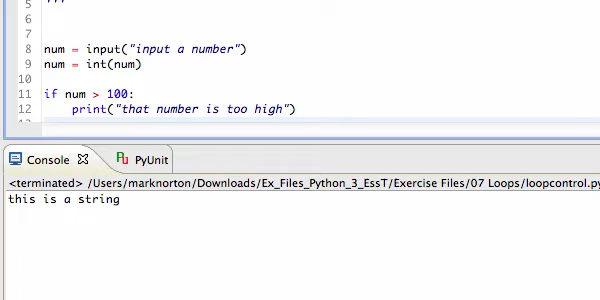 5 '''
6
7
8 num = input("input a number")
9 num = int(num)
10
11 if num > 100:
12 print("that number is too high")
13
Console PyUnit
<terminated> /Users/marknorton/Downloads/Ex_Files_Python_3_EssT/Exercise Files/07 Loops/loopcontrol.py
this is a string